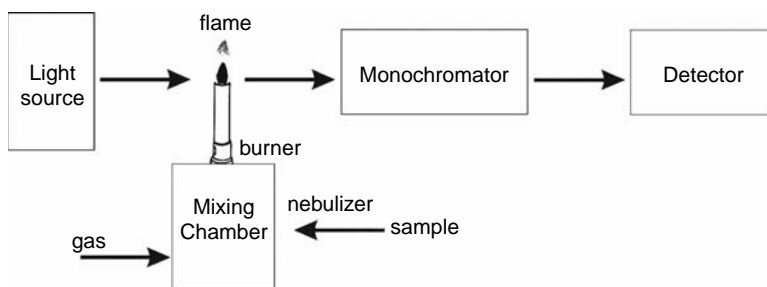 flame
Light
source
Monochromator
Detector
burner
Mixing
Chamber
nebulizer
sample
gas